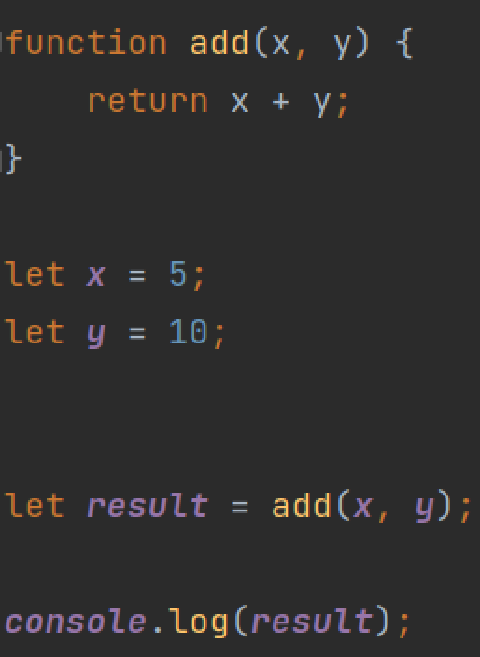 function add(x, y) {
    return x + y;
}
let x = 5;
let y = 10;
let result = add(x, y);
console.log(result);